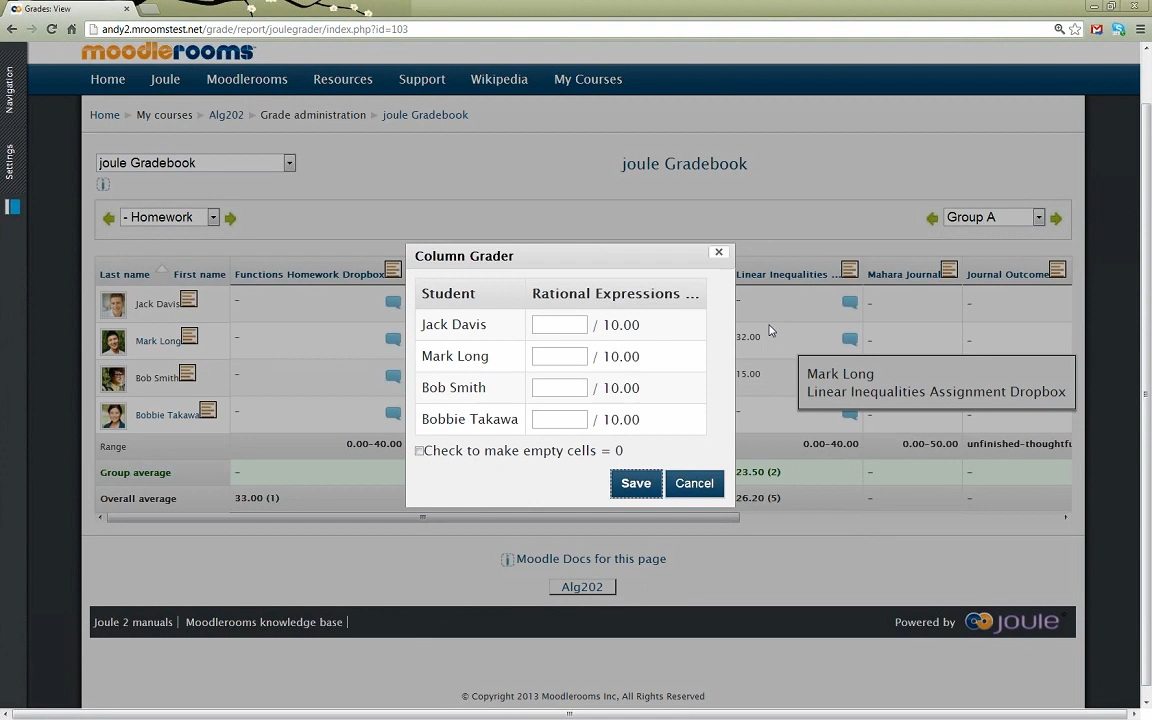 Grades: View
andy2.mroomstest.net/grade/report/joulegrader/index.php?id=103
moodlerooms
Home Joule Moodlerooms Resources Support Wikipedia My Courses
Navigation
Settings
Home My courses Alg202 Grade administration joule Gradebook
joule Gradebook
joule Gradebook
- Homework
Group A
Last name First name Functions Homework Dropbox Linear Inequalities ... Mahara Journal Journal Outcome
Jack Davis - - - -
Mark Long - 32.00 - -
Bob Smith - 15.00 - -
Bobbie Takawa - - -
Range 0.00-40.00 0.00-40.00 0.00-50.00 unfinished-thoughtfu
Group average - 23.50 (2) - -
Overall average 33.00 (1) 26.20 (5) - -
Column Grader
Student Rational Expressions ...
Jack Davis / 10.00
Mark Long / 10.00
Bob Smith / 10.00
Bobbie Takawa / 10.00
Check to make empty cells = 0
Save Cancel
Mark Long
Linear Inequalities Assignment Dropbox
Moodle Docs for this page
Alg202
Joule 2 manuals | Moodlerooms knowledge base |
Powered by joule
© Copyright 2013 Moodlerooms Inc, All Rights Reserved